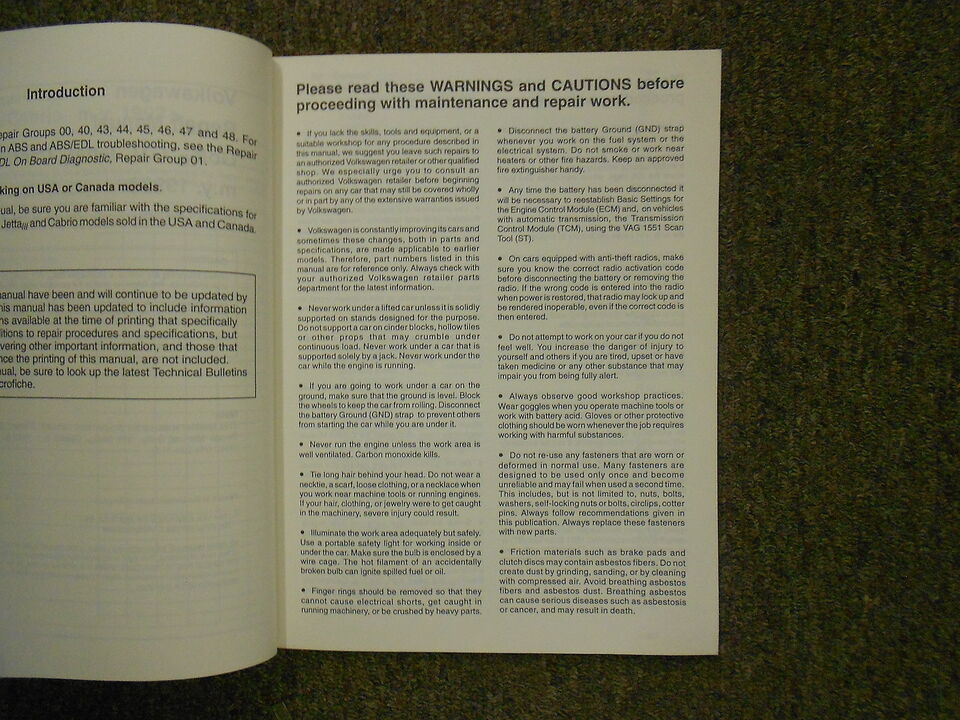 Introduction
epair Groups 00, 40, 43, 44, 45, 46, 47 and 48. For
n ABS and ABS/EDL troubleshooting, see the Repair
DL On Board Diagnostic, Repair Group 01.
king on USA or Canada models.
ual, be sure you are familiar with the specifications for
Jetta III and Cabrio models sold in the USA and Canada.
manual have been and will continue to be updated by
his manual has been updated to include information
ns available at the time of printing that specifically
ditions to repair procedures and specifications, but
vering other important information, and those that
nce the printing of this manual, are not included.
nual, be sure to look up the latest Technical Bulletins
crofiche.
Please read these WARNINGS and CAUTIONS before
proceeding with maintenance and repair work.
• If you lack the skills, tools and equipment, or a
suitable workshop for any procedure described in
this manual, we suggest you leave such repairs to
an authorized Volkswagen retailer or other qualified
shop. We especially urge you to consult an
authorized Volkswagen retailer before beginning
repairs on any car that may still be covered wholly
or in part by any of the extensive warranties issued
by Volkswagen.
• Volkswagen is constantly improving its cars and
sometimes these changes, both in parts and
specifications, are made applicable to earlier
models. Therefore, part numbers listed in this
manual are for reference only. Always check with
your authorized Volkswagen retailer parts
department for the latest information.
• Never work under a lifted car unless it is solidly
supported on stands designed for the purpose.
Do not support a car on cinder blocks, hollow tiles
or other props that may crumble under
continuous load. Never work under a car that is
supported solely by a jack. Never work under the
car while the engine is running.
• If you are going to work under a car on the
ground, make sure that the ground is level. Block
the wheels to keep the car from rolling. Disconnect
the battery Ground (GND) strap to prevent others
from starting the car while you are under it.
• Never run the engine unless the work area is
well ventilated. Carbon monoxide kills.
• Tie long hair behind your head. Do not wear a
necktie, a scarf, loose clothing, or a necklace when
you work near machine tools or running engines.
If your hair, clothing, or jewelry were to get caught
in the machinery, severe injury could result.
• Illuminate the work area adequately but safely.
Use a portable safety light for working inside or
under the car. Make sure the bulb is enclosed by a
wire cage. The hot filament of an accidentally
broken bulb can ignite spilled fuel or oil.
• Finger rings should be removed so that they
cannot cause electrical shorts, get caught in
running machinery, or be crushed by heavy parts.
• Disconnect the battery Ground (GND) strap
whenever you work on the fuel system or the
electrical system. Do not smoke or work near
heaters or other fire hazards. Keep an approved
fire extinguisher handy.
• Any time the battery has been disconnected it
will be necessary to reestablish Basic Settings for
the Engine Control Module (ECM) and, on vehicles
with automatic transmission, the Transmission
Control Module (TCM), using the VAG 1551 Scan
Tool (ST).
• On cars equipped with anti-theft radios, make
sure you know the correct radio activation code
before disconnecting the battery or removing the
radio. If the wrong code is entered into the radio
when power is restored, that radio may lock up and
be rendered inoperable, even if the correct code is
then entered.
• Do not attempt to work on your car if you do not
feel well. You increase the danger of injury to
yourself and others if you are tired, upset or have
taken medicine or any other substance that may
impair you from being fully alert.
• Always observe good workshop practices.
Wear goggles when you operate machine tools or
work with battery acid. Gloves or other protective
clothing should be worn whenever the job requires
working with harmful substances.
• Do not re-use any fasteners that are worn or
deformed in normal use. Many fasteners are
designed to be used only once and become
unreliable and may fail when used a second time.
This includes, but is not limited to, nuts, bolts,
washers, self-locking nuts or bolts, circlips, cotter
pins. Always follow recommendations given in
this publication. Always replace these fasteners
with new parts.
• Friction materials such as brake pads and
clutch discs may contain asbestos fibers. Do not
create dust by grinding, sanding, or by cleaning
with compressed air. Avoid breathing asbestos
fibers and asbestos dust. Breathing asbestos
can cause serious diseases such as asbestosis
or cancer, and may result in death.